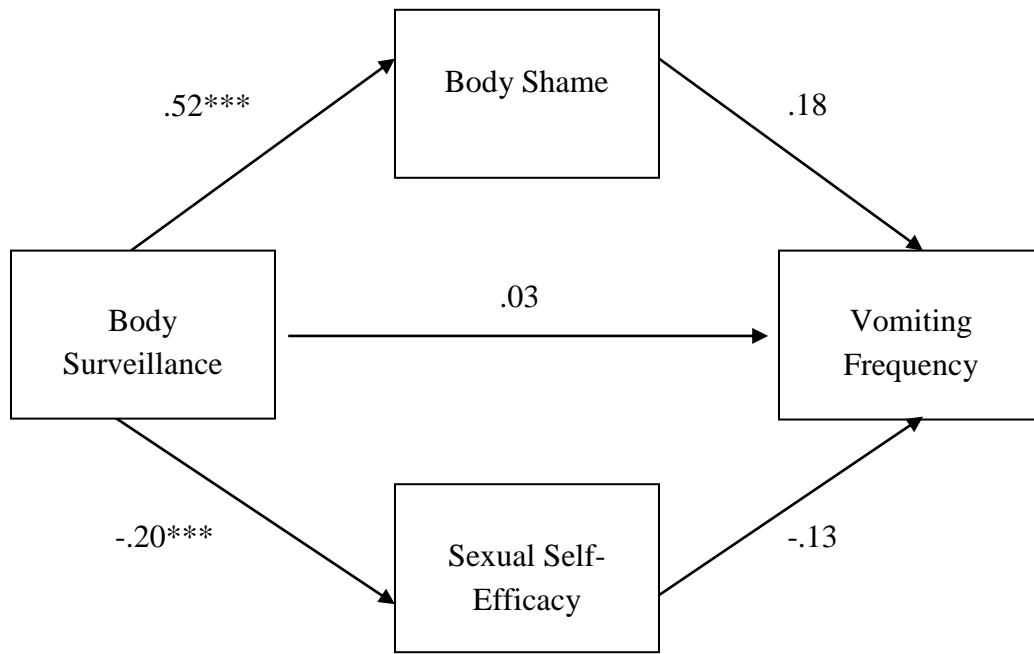 Body Shame
.52***
.18
Body
Surveillance
.03
Vomiting
Frequency
-.20***
-.13
Sexual Self-
Efficacy